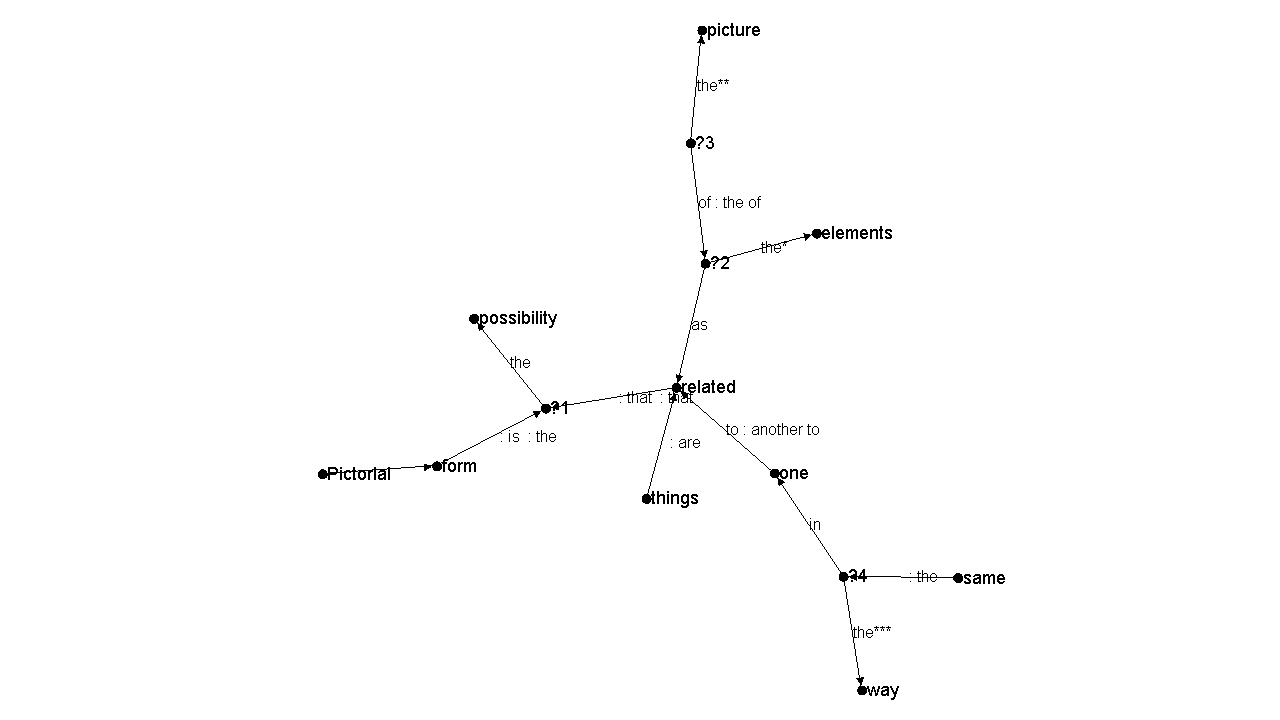 picture
the**
?3
of : the of
elements
the*
?2
possibility
as
the
related
: that : that
?1
to : another to
: is : the
: are
form
Pictorial
one
things
in
?4
: the
same
the***
way